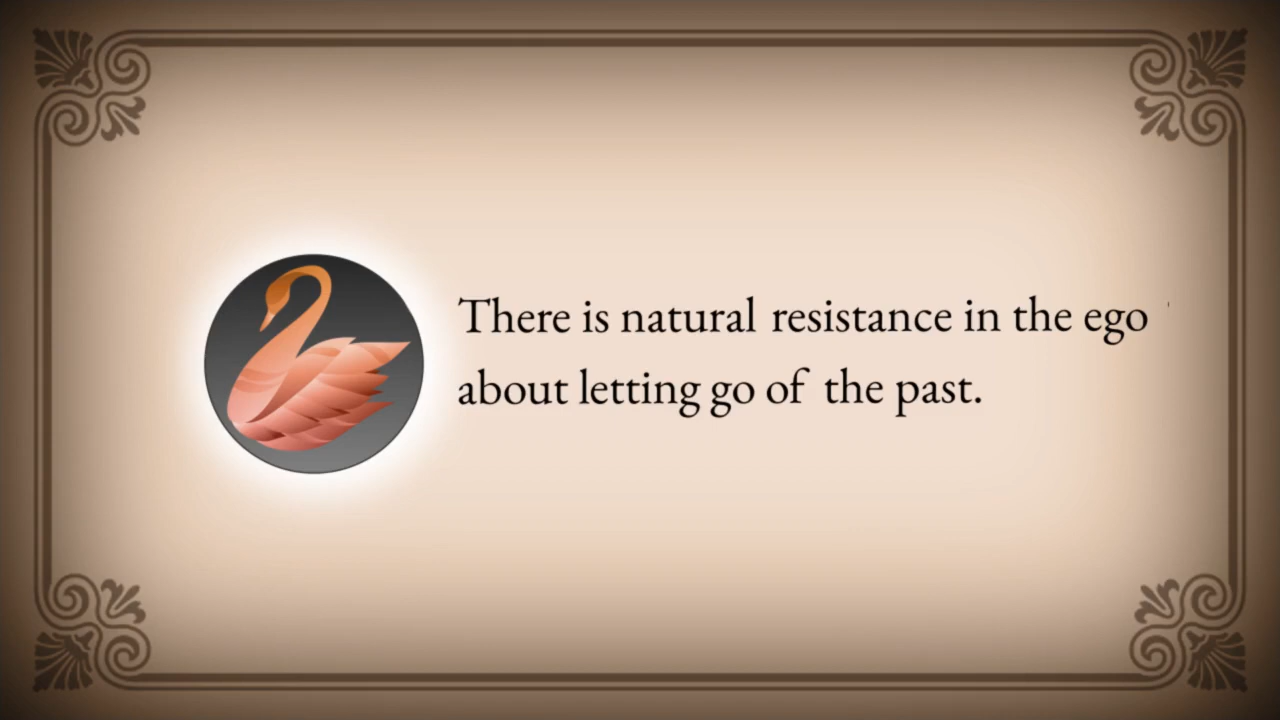 There is natural resistance in the ego
about letting go of the past.